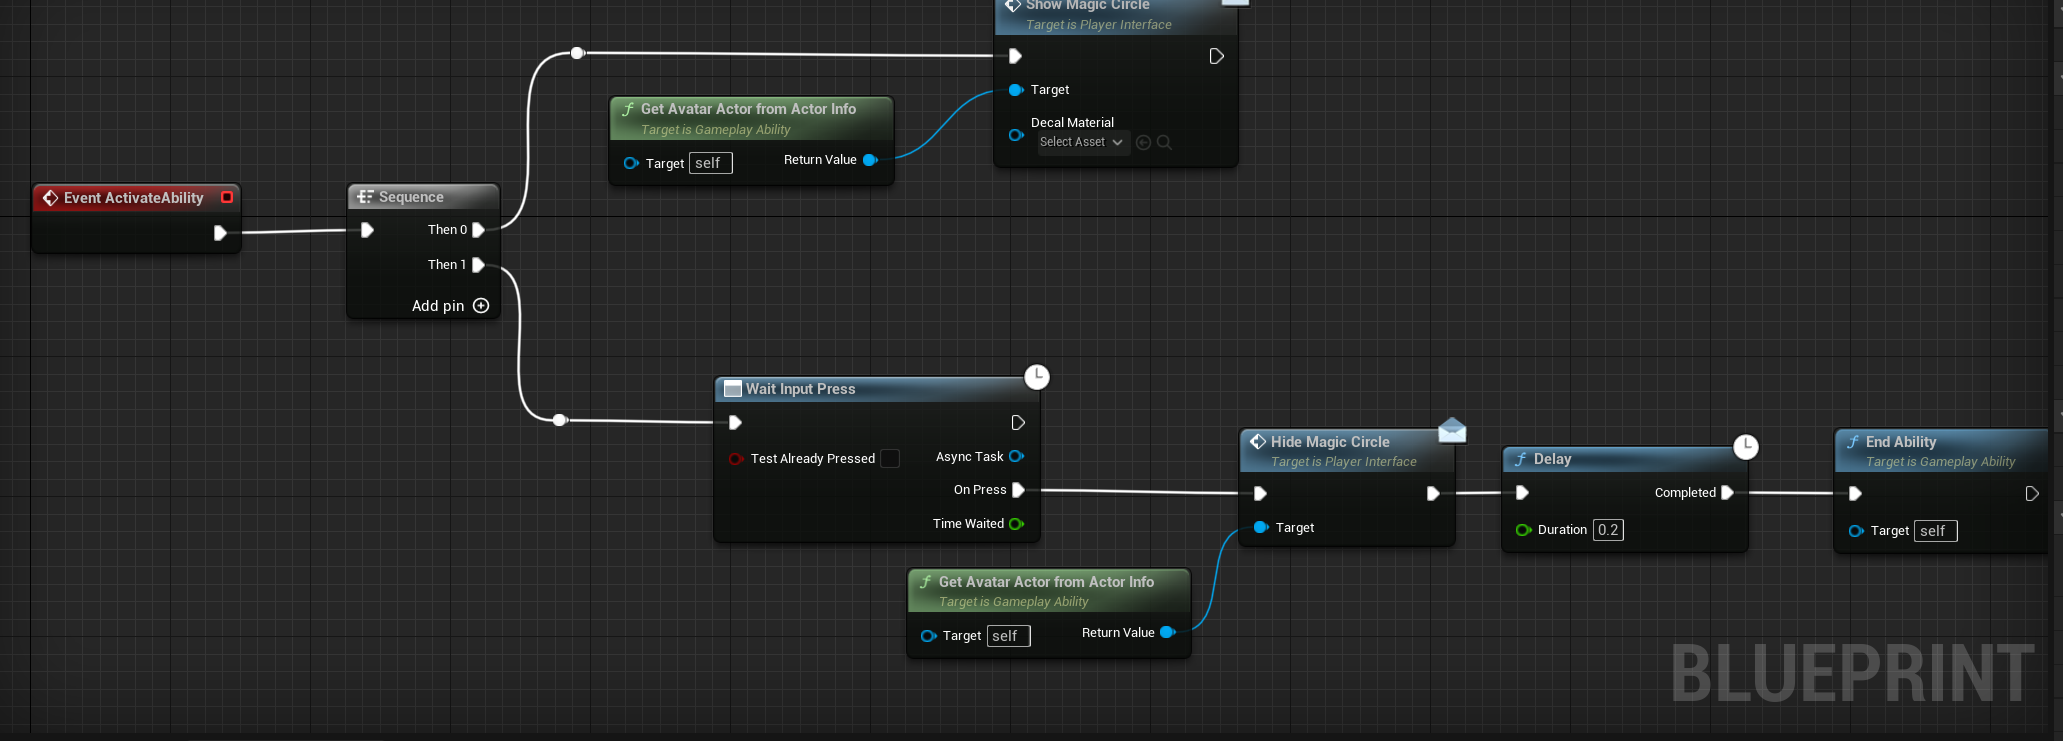 Show Magic Circle
Target is Player Interface
Target
Decal Material
Select Asset
f Get Avatar Actor from Actor Info
Target is Gameplay Ability
Target self
Return Value
Event ActivateAbility
Sequence
Then 0
Then 1
Add pin
Wait Input Press
Test Already Pressed
Async Task
On Press
Time Waited
Hide Magic Circle
Target is Player Interface
Target
f Delay
Completed
Duration 0.2
f End Ability
Target is Gameplay Ability
Target self
f Get Avatar Actor from Actor Info
Target is Gameplay Ability
Target self
Return Value
BLUEPRINT